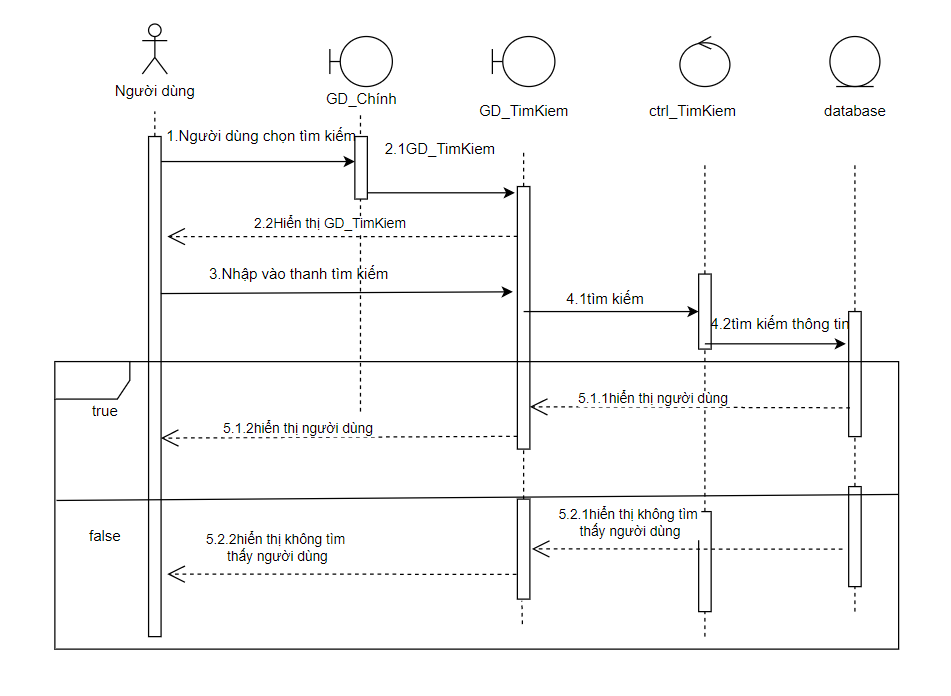 Người dùng
GD_Chính
GD_TimKiem
ctrl_TimKiem
database
1.Người dùng chọn tìm kiếm
2.1GD_TimKiem
2.2Hiển thị GD_TimKiem
3.Nhập vào thanh tìm kiếm
4.1tìm kiếm
4.2tìm kiếm thông tin
true
5.1.1hiển thị người dùng
5.1.2hiển thị người dùng
false
5.2.1hiển thị không tìm
thấy người dùng
5.2.2hiển thị không tìm
thấy người dùng